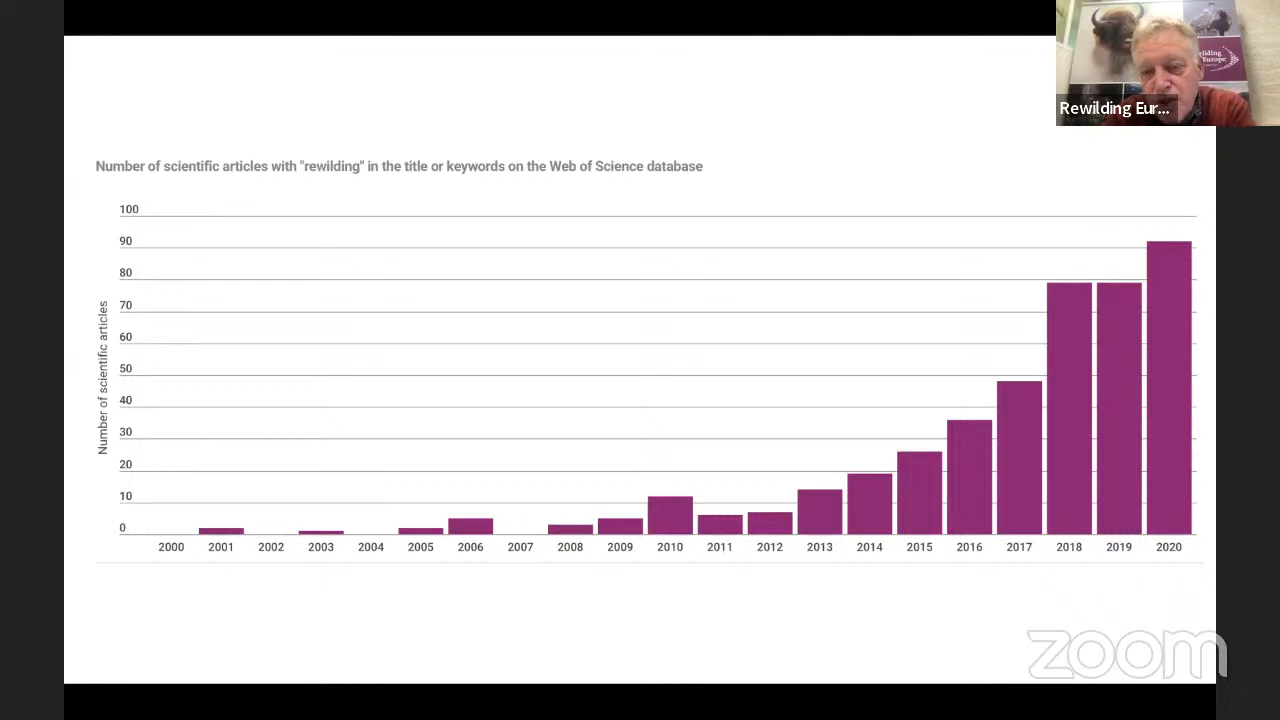 Rewilding Eur...
Number of scientific articles with "rewilding" in the title or keywords on the Web of Science database
Number of scientific articles
100
90
80
70
60
50
40
30
20
10
0
2000 2001 2002 2003 2004 2005 2006 2007 2008 2009 2010 2011 2012 2013 2014 2015 2016 2017 2018 2019 2020
zoom